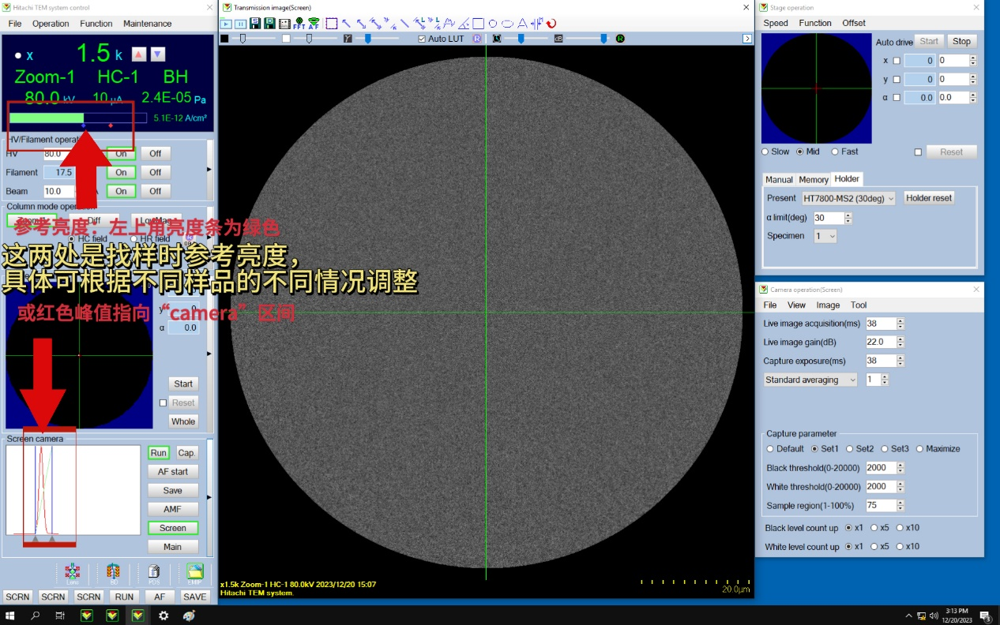 Hitachi TEM system control
File Operation Function Maintenance
x 1.5 k
Zoom-1 HC-1 BH
80.0 kV 10 μA 2.4E-05 Pa
5.1E-12 A/cm²
HV/Filament operat
HV 80.0 On Off
Filament 17.5 On Off
Beam 10.0 On Off
Column mode operation
Diff
HC field HR field
参考亮度：左上角亮度条为绿色
这两处是找样时参考亮度，
具体可根据不同样品的不同情况调整
或红色峰值指向“camera”区间
y 0
α 0.0
Start
Reset
Whole
Screen camera
Run Cap.
AF start
Save
AMF
Screen
Main
SCRN SCRN SCRN RUN AF SAVE
Transmission image(Screen)
FFT AF
Auto LUT R dB R
x1.5k Zoom-1 HC-1 80.0kV 2023/12/20 15:07
Hitachi TEM system.
20.0μm
Stage operation
Speed Function Offset
Auto drive Start Stop
x 0 0
y 0 0
α 0.0 0.0
Slow Mid Fast Reset
Manual Memory Holder
Present HT7800-MS2 (30deg) Holder reset
α limit(deg) 30
Specimen 1
Camera operation(Screen)
File View Image Tool
Live image acquisition(ms) 38
Live image gain(dB) 22.0
Capture exposure(ms) 38
Standard averaging 1
Capture parameter
Default Set1 Set2 Set3 Maximize
Black threshold(0-20000) 2000
White threshold(0-20000) 2000
Sample region(1-100%) 75
Black level count up x1 x5 x10
White level count up x1 x5 x10
3:13 PM
12/20/2023
3